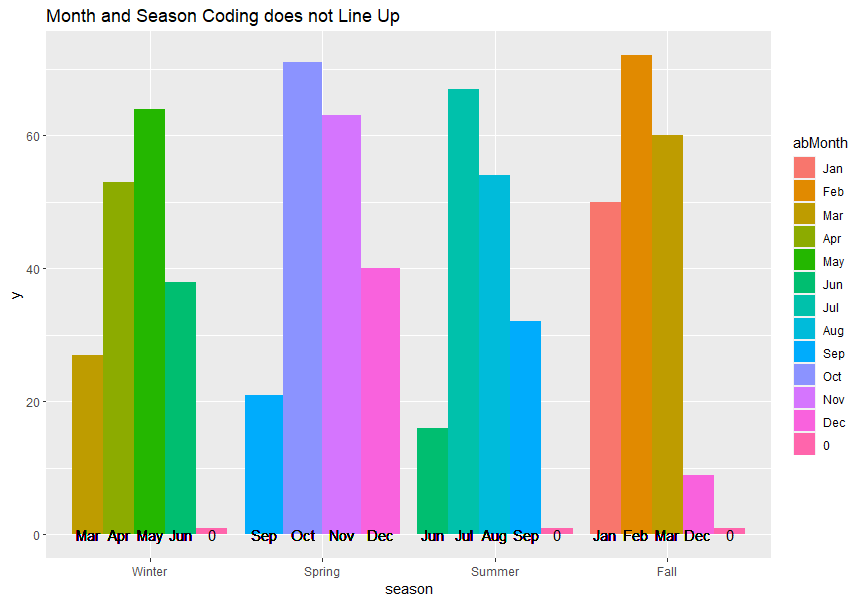 Month and Season Coding does not Line Up
y
60
40
20
0
Mar Apr May Jun 0 Sep Oct Nov Dec Jun Jul Aug Sep 0 Jan Feb Mar Dec 0
Winter Spring Summer Fall
season
abMonth
Jan
Feb
Mar
Apr
May
Jun
Jul
Aug
Sep
Oct
Nov
Dec
0